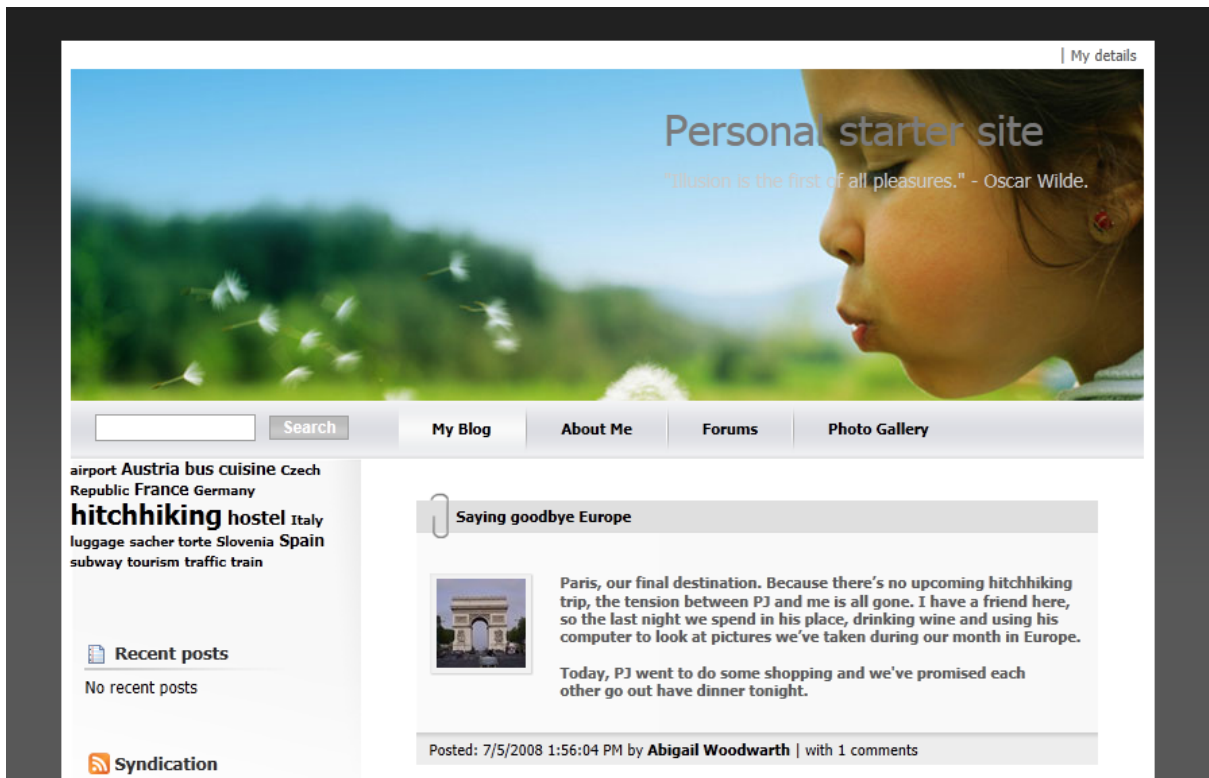 | My details
Personal starter site
"Illusion is the first of all pleasures." - Oscar Wilde.
Search
My Blog
About Me
Forums
Photo Gallery
airport Austria bus cuisine Czech
Republic France Germany
hitchhiking hostel Italy
luggage sacher torte Slovenia Spain
subway tourism traffic train
Recent posts
No recent posts
Syndication
Saying goodbye Europe
Paris, our final destination. Because there’s no upcoming hitchhiking
trip, the tension between PJ and me is all gone. I have a friend here,
so the last night we spend in his place, drinking wine and using his
computer to look at pictures we’ve taken during our month in Europe.
Today, PJ went to do some shopping and we've promised each
other go out have dinner tonight.
Posted: 7/5/2008 1:56:04 PM by Abigail Woodwarth | with 1 comments